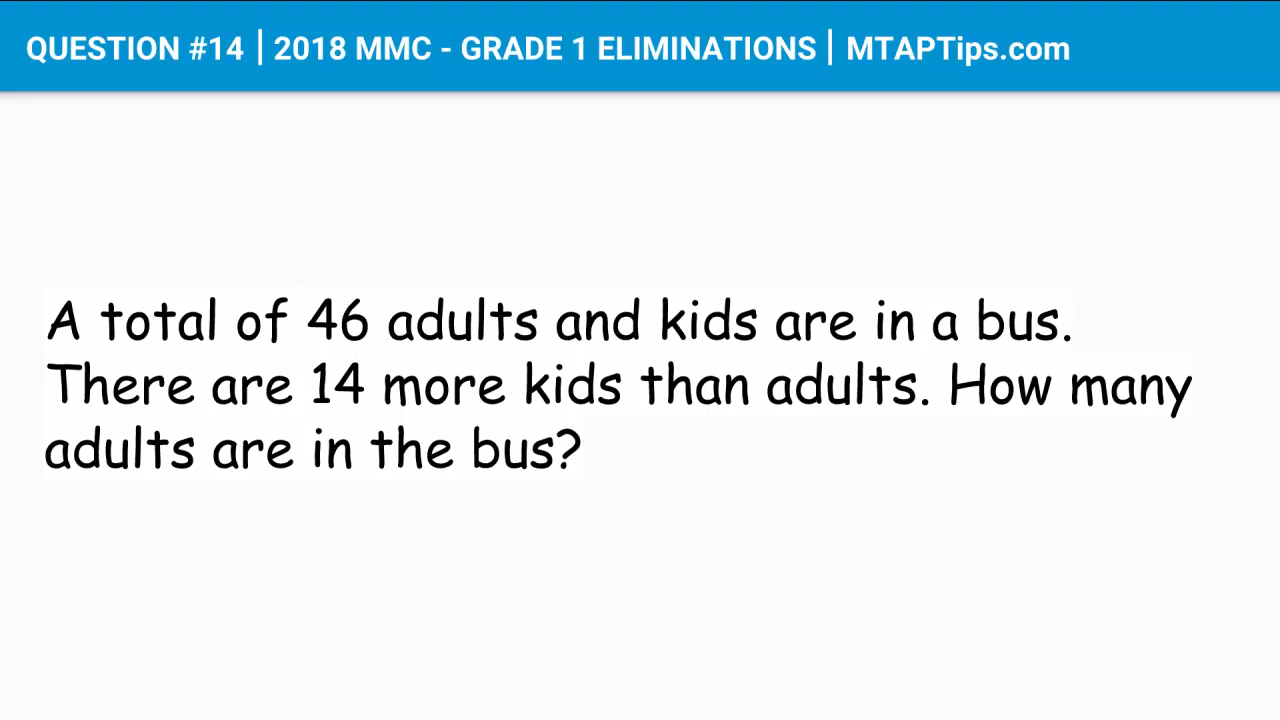 QUESTION #14 | 2018 MMC - GRADE 1 ELIMINATIONS | MTAPTips.com
A total of 46 adults and kids are in a bus.
There are 14 more kids than adults. How many
adults are in the bus?